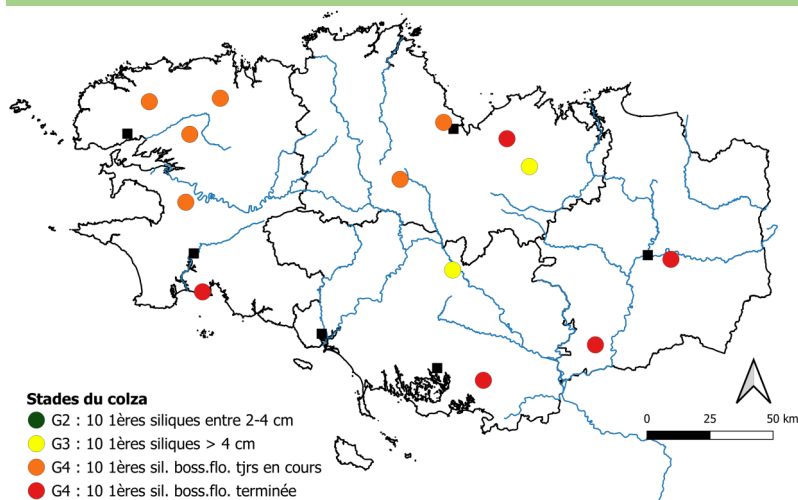 Stades du colza
G2 : 10 1ères siliques entre 2-4 cm
G3 : 10 1ères siliques > 4 cm
G4 : 10 1ères sil. boss.flo. tjrs en cours
G4 : 10 1ères sil. boss.flo. terminée
0 25 50 km